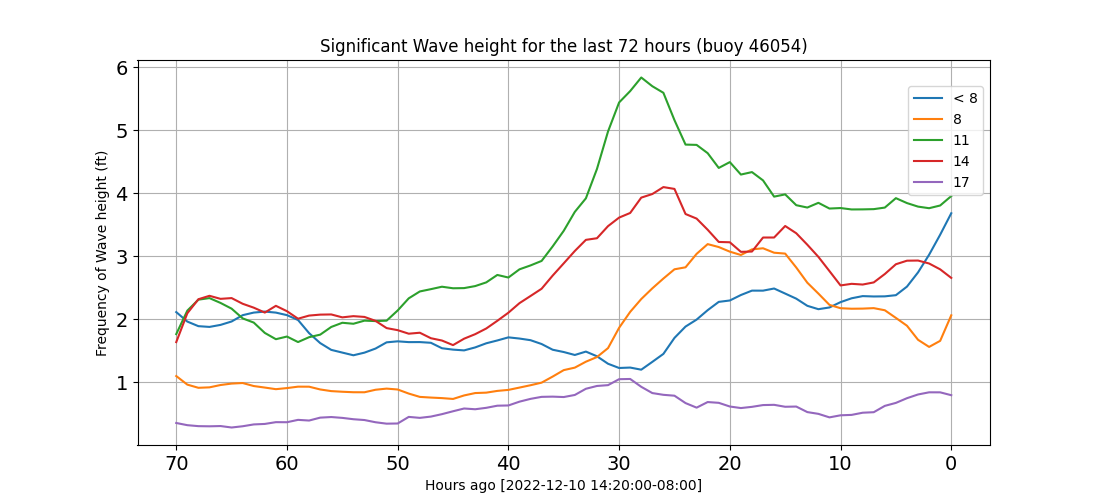 Significant Wave height for the last 72 hours (buoy 46054)
Frequency of Wave height (ft)
6
5
4
3
2
1
< 8
8
11
14
17
70 60 50 40 30 20 10 0
Hours ago [2022-12-10 14:20:00-08:00]